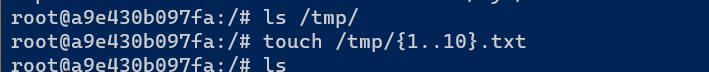 root@a9e430b097fa:/# ls /tmp/
root@a9e430b097fa:/# touch /tmp/{1..10}.txt
root@a9e430b097fa:/# ls